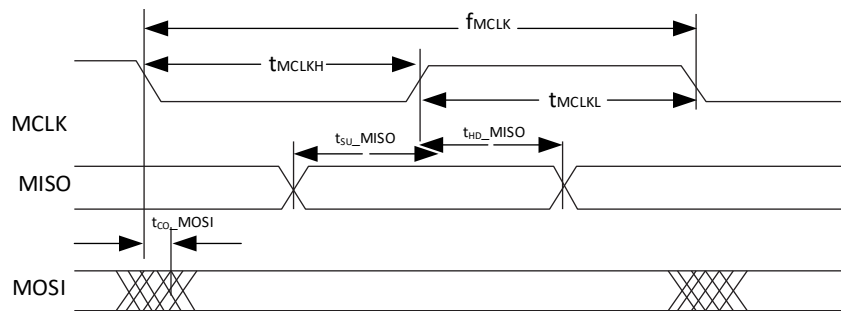 fMCLK
tMCLKH
tMCLKL
MCLK
tSU_MISO
tHD_MISO
MISO
tCO_MOSI
MOSI